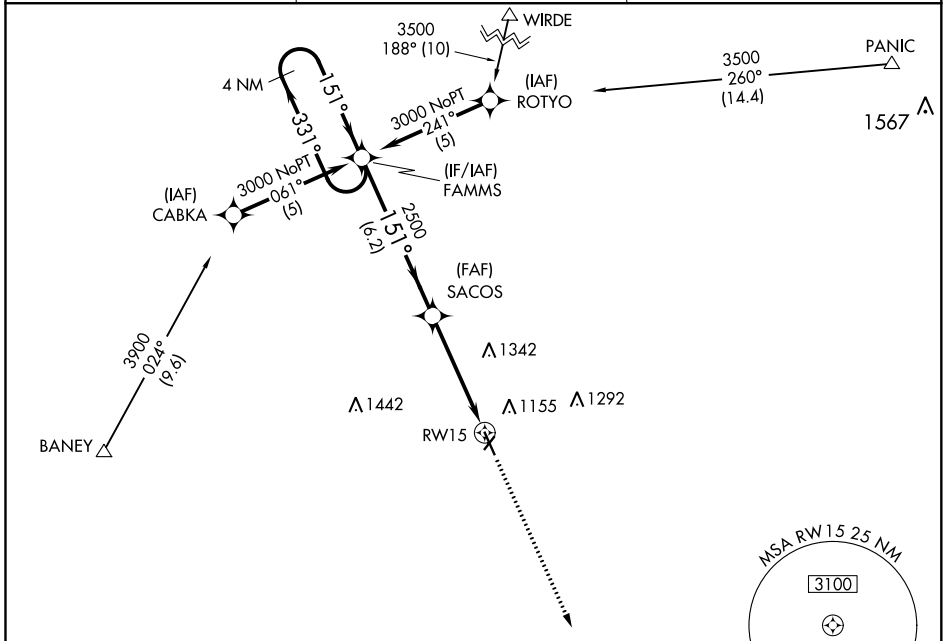 WIRDE
3500
188° (10)
PANIC
3500
260°
(14.4)
1567
4 NM
151°
331°
(IAF)
ROTYO
3000 NoPT
241°
(5)
(IF/IAF)
FAMMS
(IAF)
CABKA
3000 NoPT
061°
(5)
2500
151°
(6.2)
(FAF)
SACOS
3900
024°
(9.6)
BANEY
1342
1442
1155
1292
RW15
MSA RW15 25 NM
3100